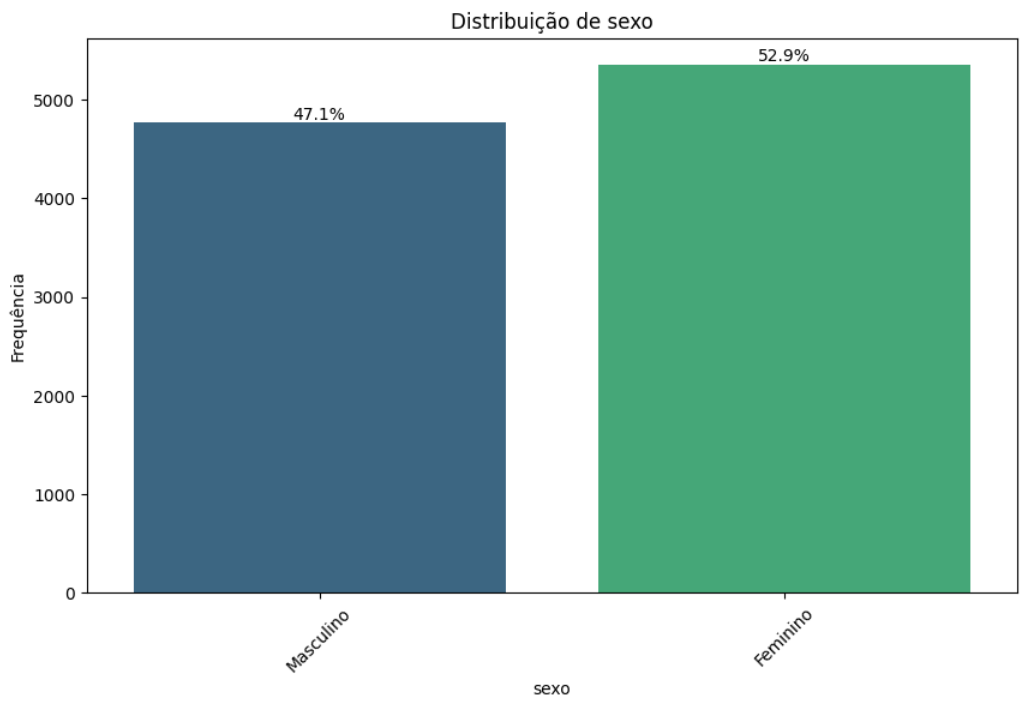 Distribuição de sexo
52.9%
47.1%
5000
4000
3000
2000
1000
0
Frequência
Masculino
Feminino
sexo